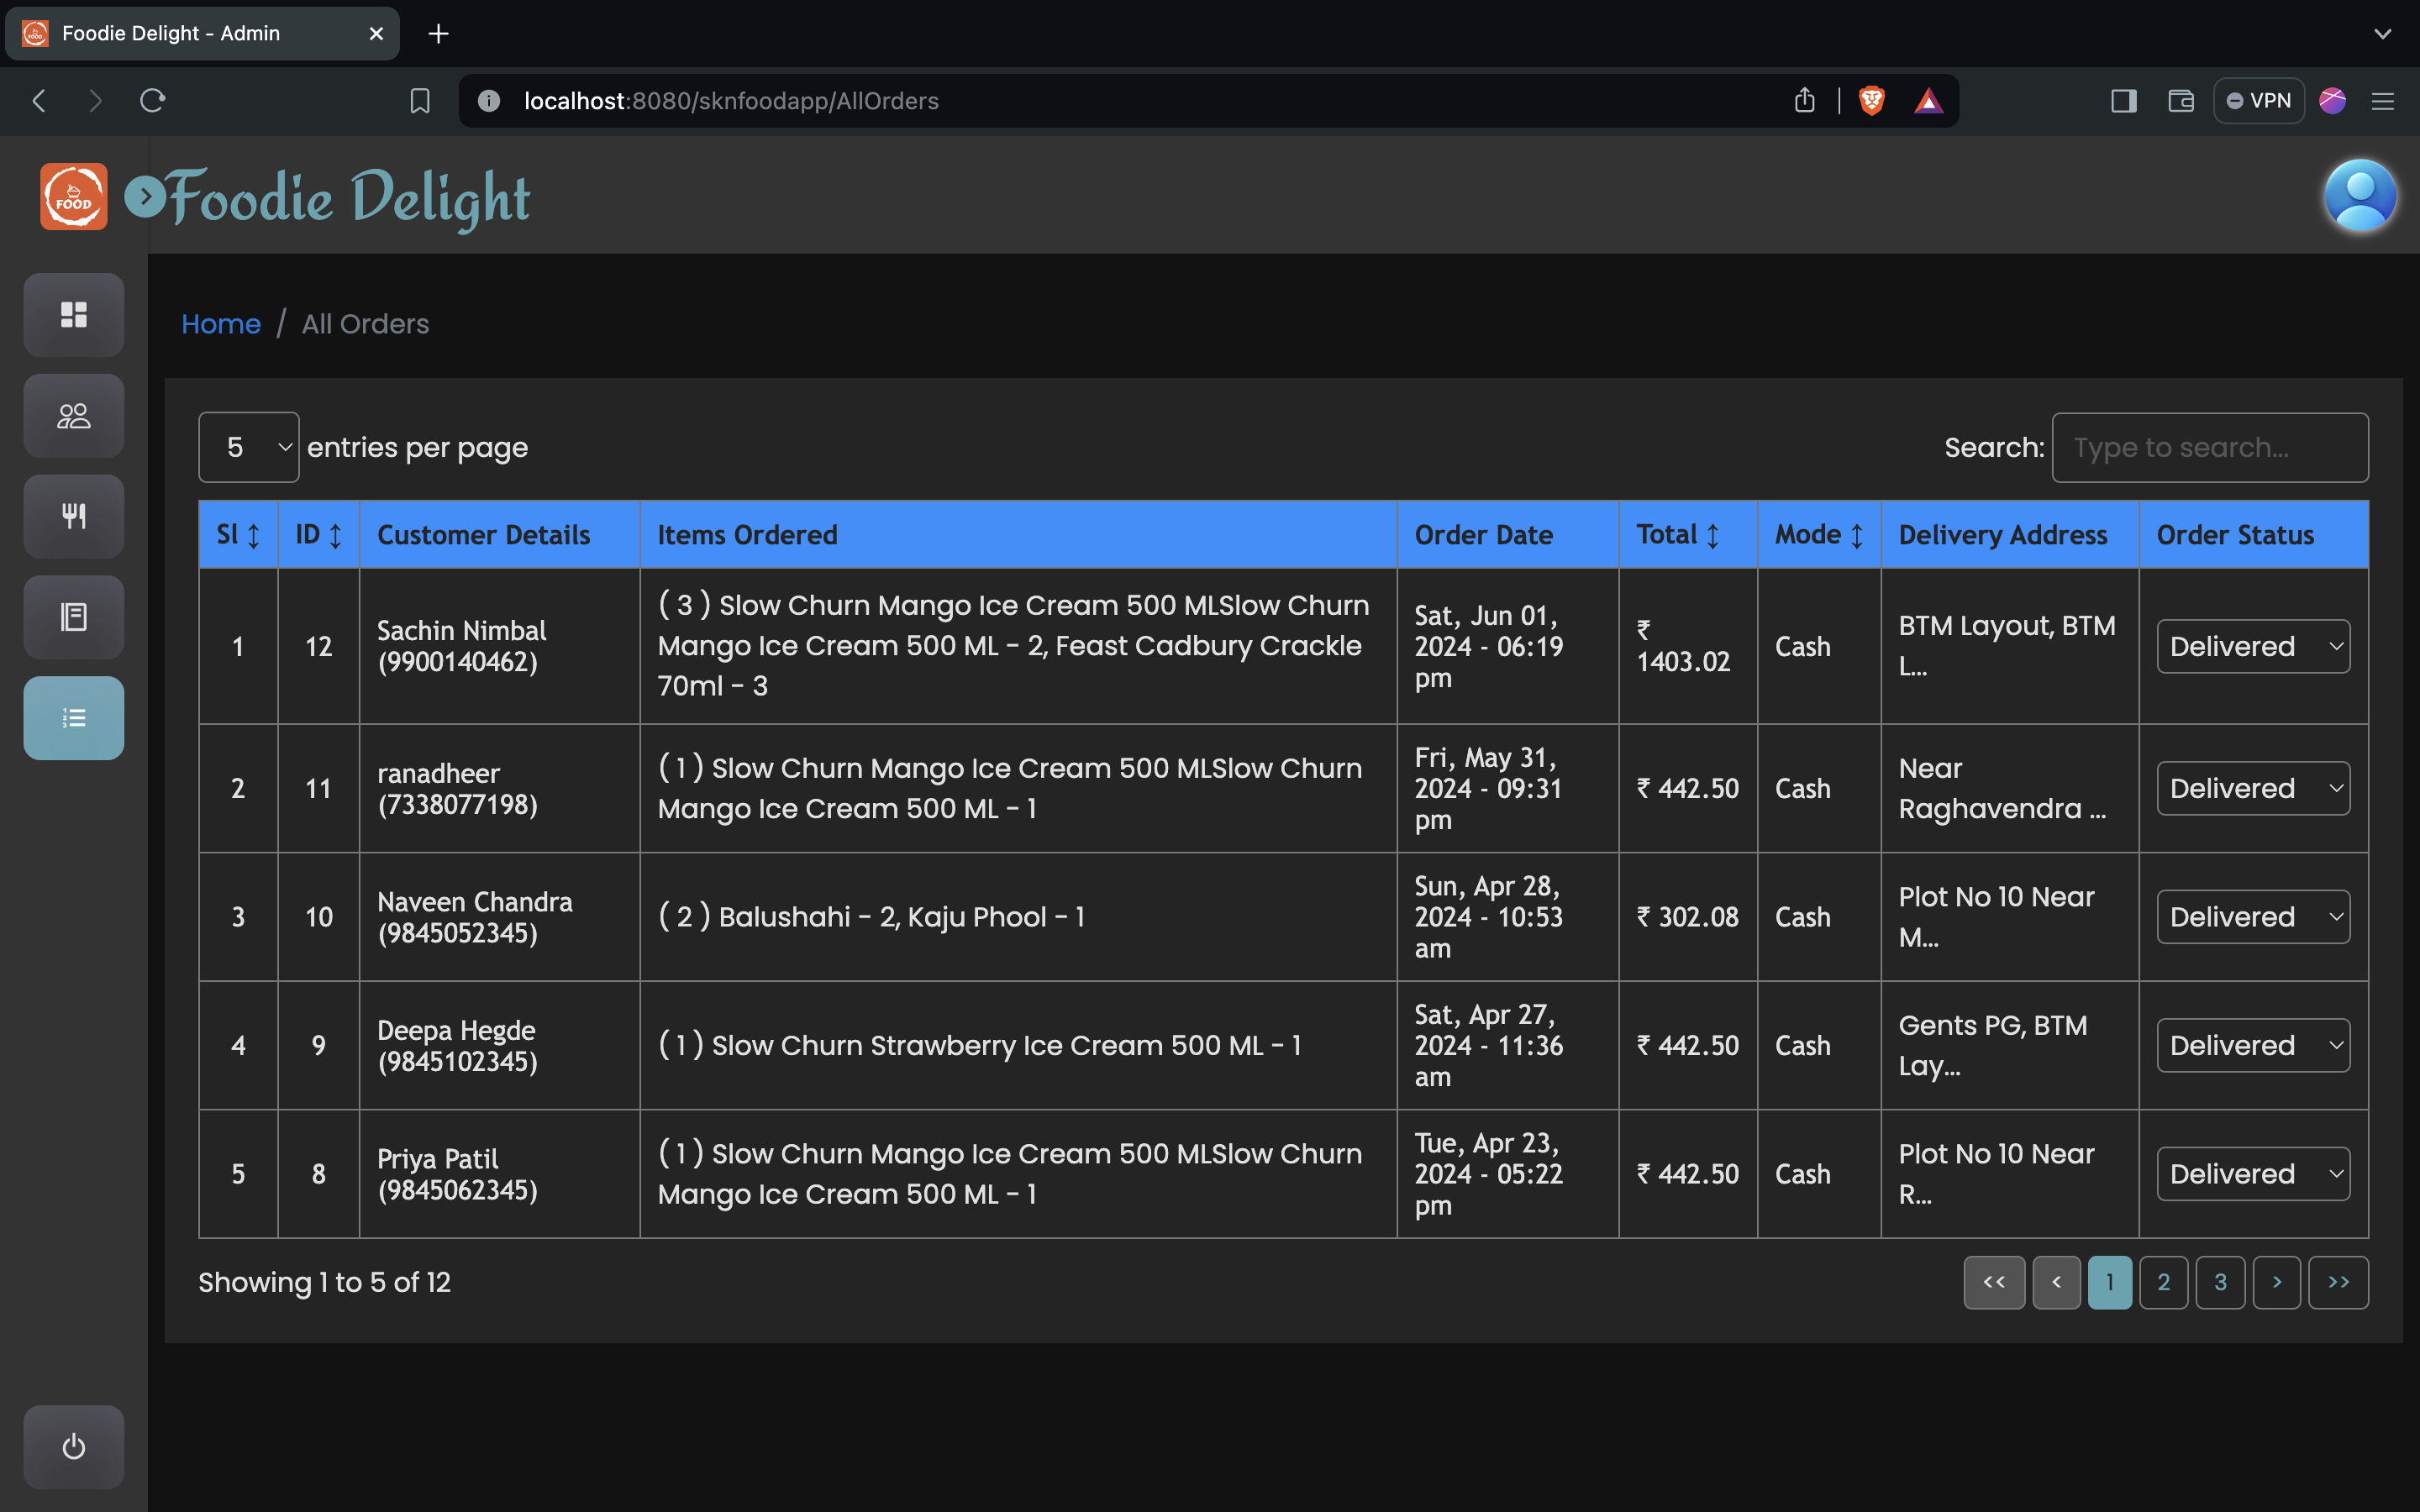 Foodie Delight - Admin
localhost:8080/sknfoodapp/AllOrders
VPN
FOOD
Foodie Delight
Home / All Orders
5 entries per page
Search: Type to search...
Sl ID Customer Details Items Ordered Order Date Total Mode Delivery Address Order Status
1 12 Sachin Nimbal
(9900140462)
( 3 ) Slow Churn Mango Ice Cream 500 MLSlow Churn
Mango Ice Cream 500 ML - 2, Feast Cadbury Crackle
70ml - 3
Sat, Jun 01,
2024 - 06:19
pm
₹
1403.02
Cash
BTM Layout, BTM
L...
Delivered
2 11 ranadheer
(7338077198)
( 1 ) Slow Churn Mango Ice Cream 500 MLSlow Churn
Mango Ice Cream 500 ML - 1
Fri, May 31,
2024 - 09:31
pm
₹ 442.50
Cash
Near
Raghavendra ...
Delivered
3 10 Naveen Chandra
(9845052345)
( 2 ) Balushahi - 2, Kaju Phool - 1
Sun, Apr 28,
2024 - 10:53
am
₹ 302.08
Cash
Plot No 10 Near
M...
Delivered
4 9 Deepa Hegde
(9845102345)
( 1 ) Slow Churn Strawberry Ice Cream 500 ML - 1
Sat, Apr 27,
2024 - 11:36
am
₹ 442.50
Cash
Gents PG, BTM
Lay...
Delivered
5 8 Priya Patil
(9845062345)
( 1 ) Slow Churn Mango Ice Cream 500 MLSlow Churn
Mango Ice Cream 500 ML - 1
Tue, Apr 23,
2024 - 05:22
pm
₹ 442.50
Cash
Plot No 10 Near
R...
Delivered
Showing 1 to 5 of 12
<< < 1 2 3 > >>